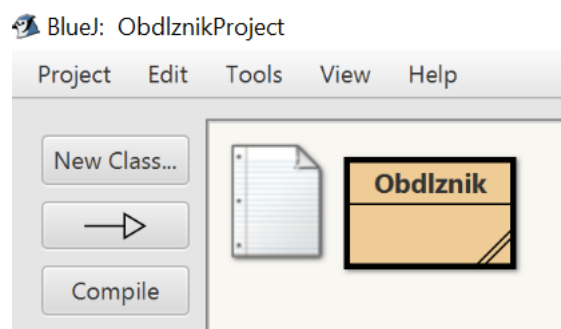 BlueJ: ObdlznikProject
Project Edit Tools View Help
New Class...
Obdlznik
Compile